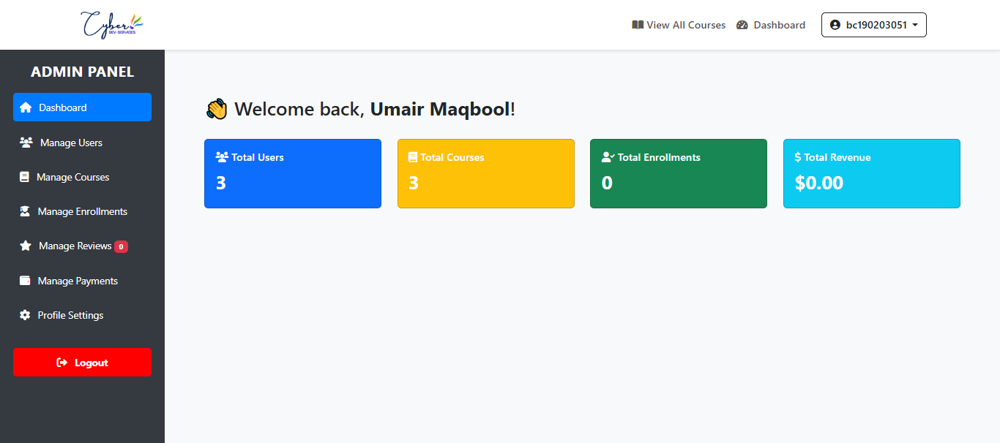 Cyber
DEV-SERVICES
View All Courses
Dashboard
bc190203051
ADMIN PANEL
Dashboard
Manage Users
Manage Courses
Manage Enrollments
Manage Reviews 0
Manage Payments
Profile Settings
Logout
Welcome back, Umair Maqbool!
Total Users
3
Total Courses
3
Total Enrollments
0
$ Total Revenue
$0.00